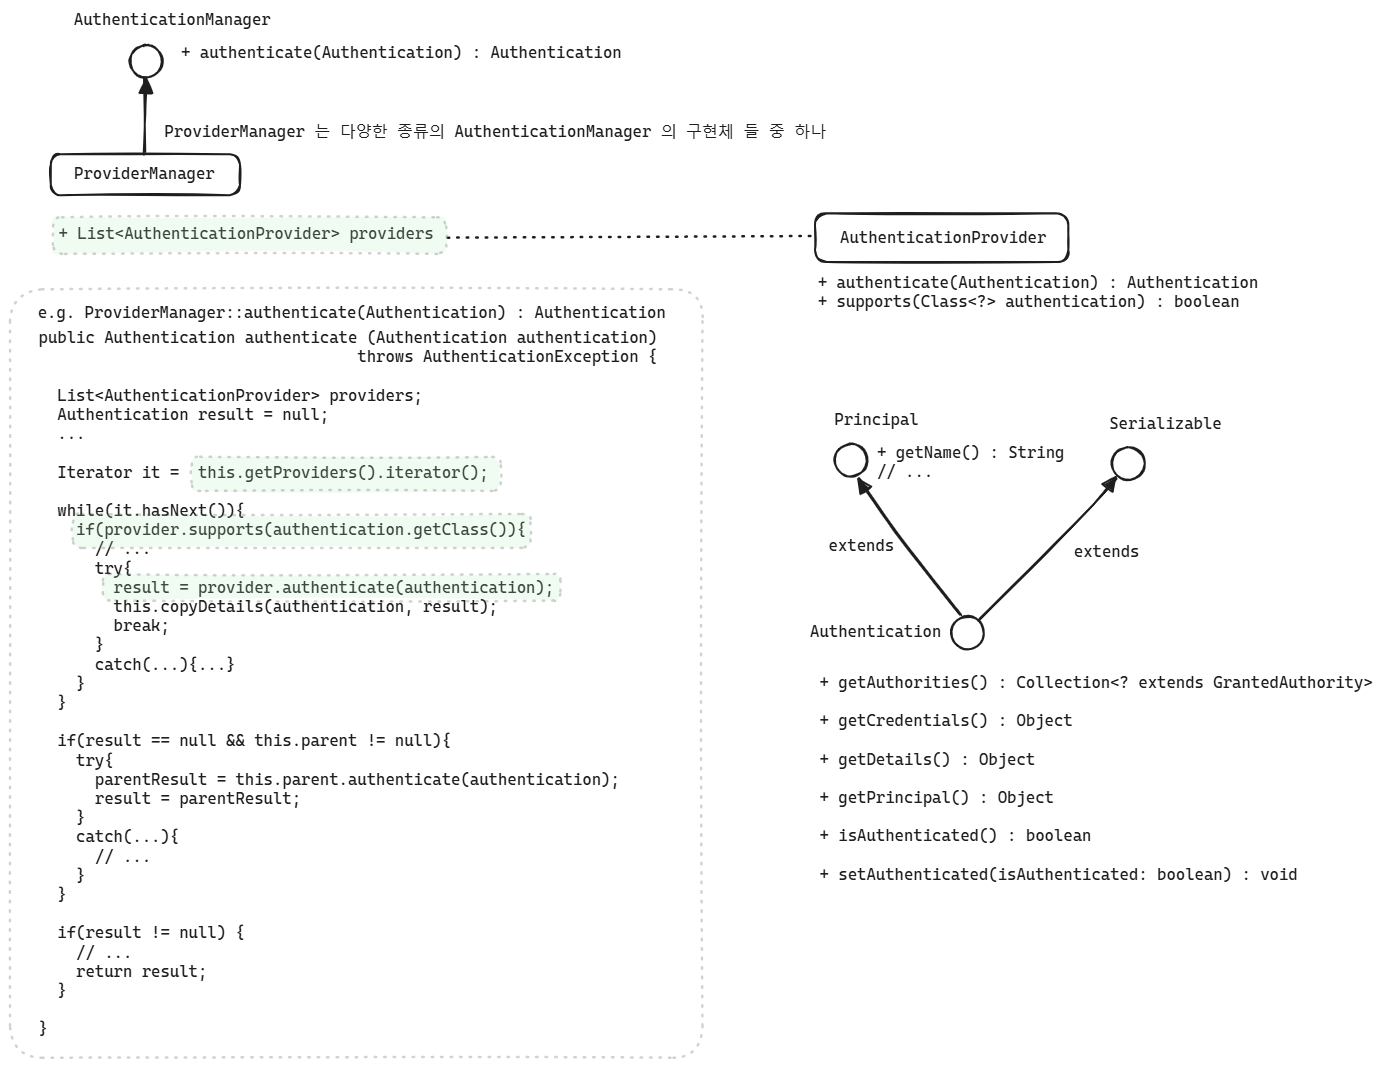 AuthenticationManager
+ authenticate(Authentication) : Authentication
ProviderManager 는 다양한 종류의 AuthenticationManager 의 구현체 들 중 하나
ProviderManager
+ List<AuthenticationProvider> providers
AuthenticationProvider
+ authenticate(Authentication) : Authentication
+ supports(Class<?> authentication) : boolean
e.g. ProviderManager::authenticate(Authentication) : Authentication
public Authentication authenticate (Authentication authentication)
throws AuthenticationException {
List<AuthenticationProvider> providers;
Authentication result = null;
...
Iterator it = this.getProviders().iterator();
while(it.hasNext()){
if(provider.supports(authentication.getClass()){
// ...
try{
result = provider.authenticate(authentication);
this.copyDetails(authentication, result);
break;
}
catch(...){...}
}
}
if(result == null && this.parent != null){
try{
parentResult = this.parent.authenticate(authentication);
result = parentResult;
}
catch(...){
// ...
}
}
if(result != null) {
// ...
return result;
}
}
Principal
+ getName() : String
// ...
Serializable
extends
extends
Authentication
+ getAuthorities() : Collection<? extends GrantedAuthority>
+ getCredentials() : Object
+ getDetails() : Object
+ getPrincipal() : Object
+ isAuthenticated() : boolean
+ setAuthenticated(isAuthenticated: boolean) : void